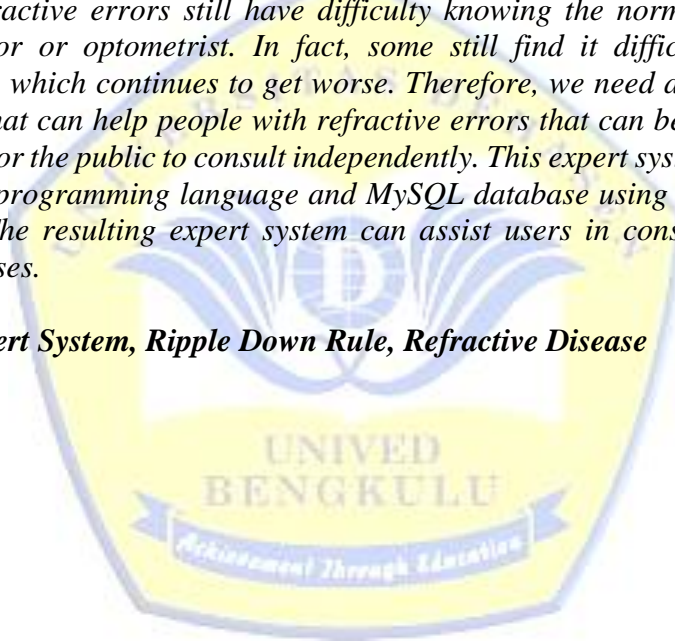 ractive errors still have difficulty knowing the norm
or or optometrist. In fact, some still find it diffic
which continues to get worse. Therefore, we need a
hat can help people with refractive errors that can be
or the public to consult independently. This expert sys
programming language and MySQL database using
he resulting expert system can assist users in cons
ses.
ert System, Ripple Down Rule, Refractive Disease
UNIVERSITAS DEHASEN
D
UNIVED
BENGKULU
Achievement Through Education